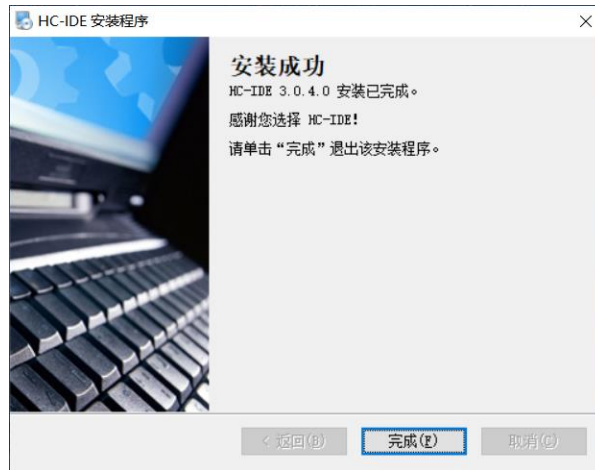 HC-IDE 安装程序
安装成功
HC-IDE 3.0.4.0 安装已完成。
感谢您选择 HC-IDE!
请单击“完成”退出该安装程序。
< 返回(B)
完成(F)
取消(C)